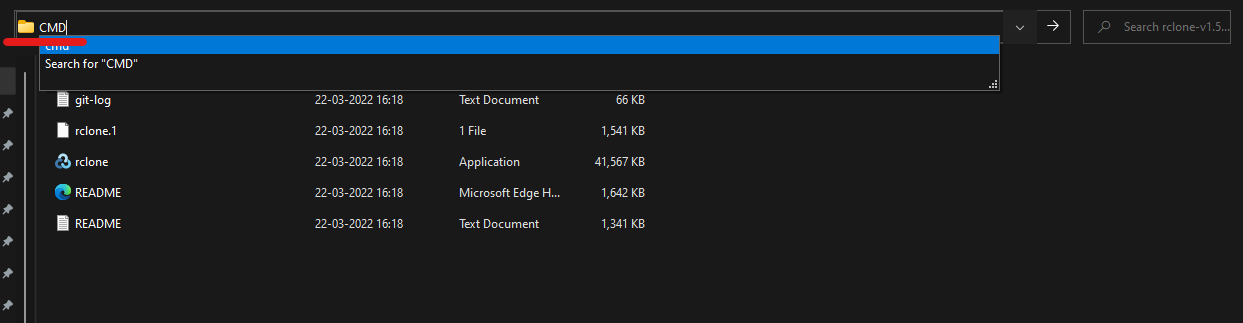 CMD
Search rclone-v1.5...
cmd
Search for "CMD"
git-log 22-03-2022 16:18 Text Document 66 KB
rclone.1 22-03-2022 16:18 1 File 1,541 KB
rclone 22-03-2022 16:18 Application 41,567 KB
README 22-03-2022 16:18 Microsoft Edge H... 1,642 KB
README 22-03-2022 16:18 Text Document 1,341 KB